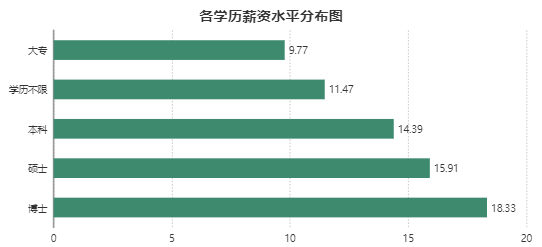 各学历薪资水平分布图
大专 9.77
学历不限 11.47
本科 14.39
硕士 15.91
博士 18.33
0 5 10 15 20